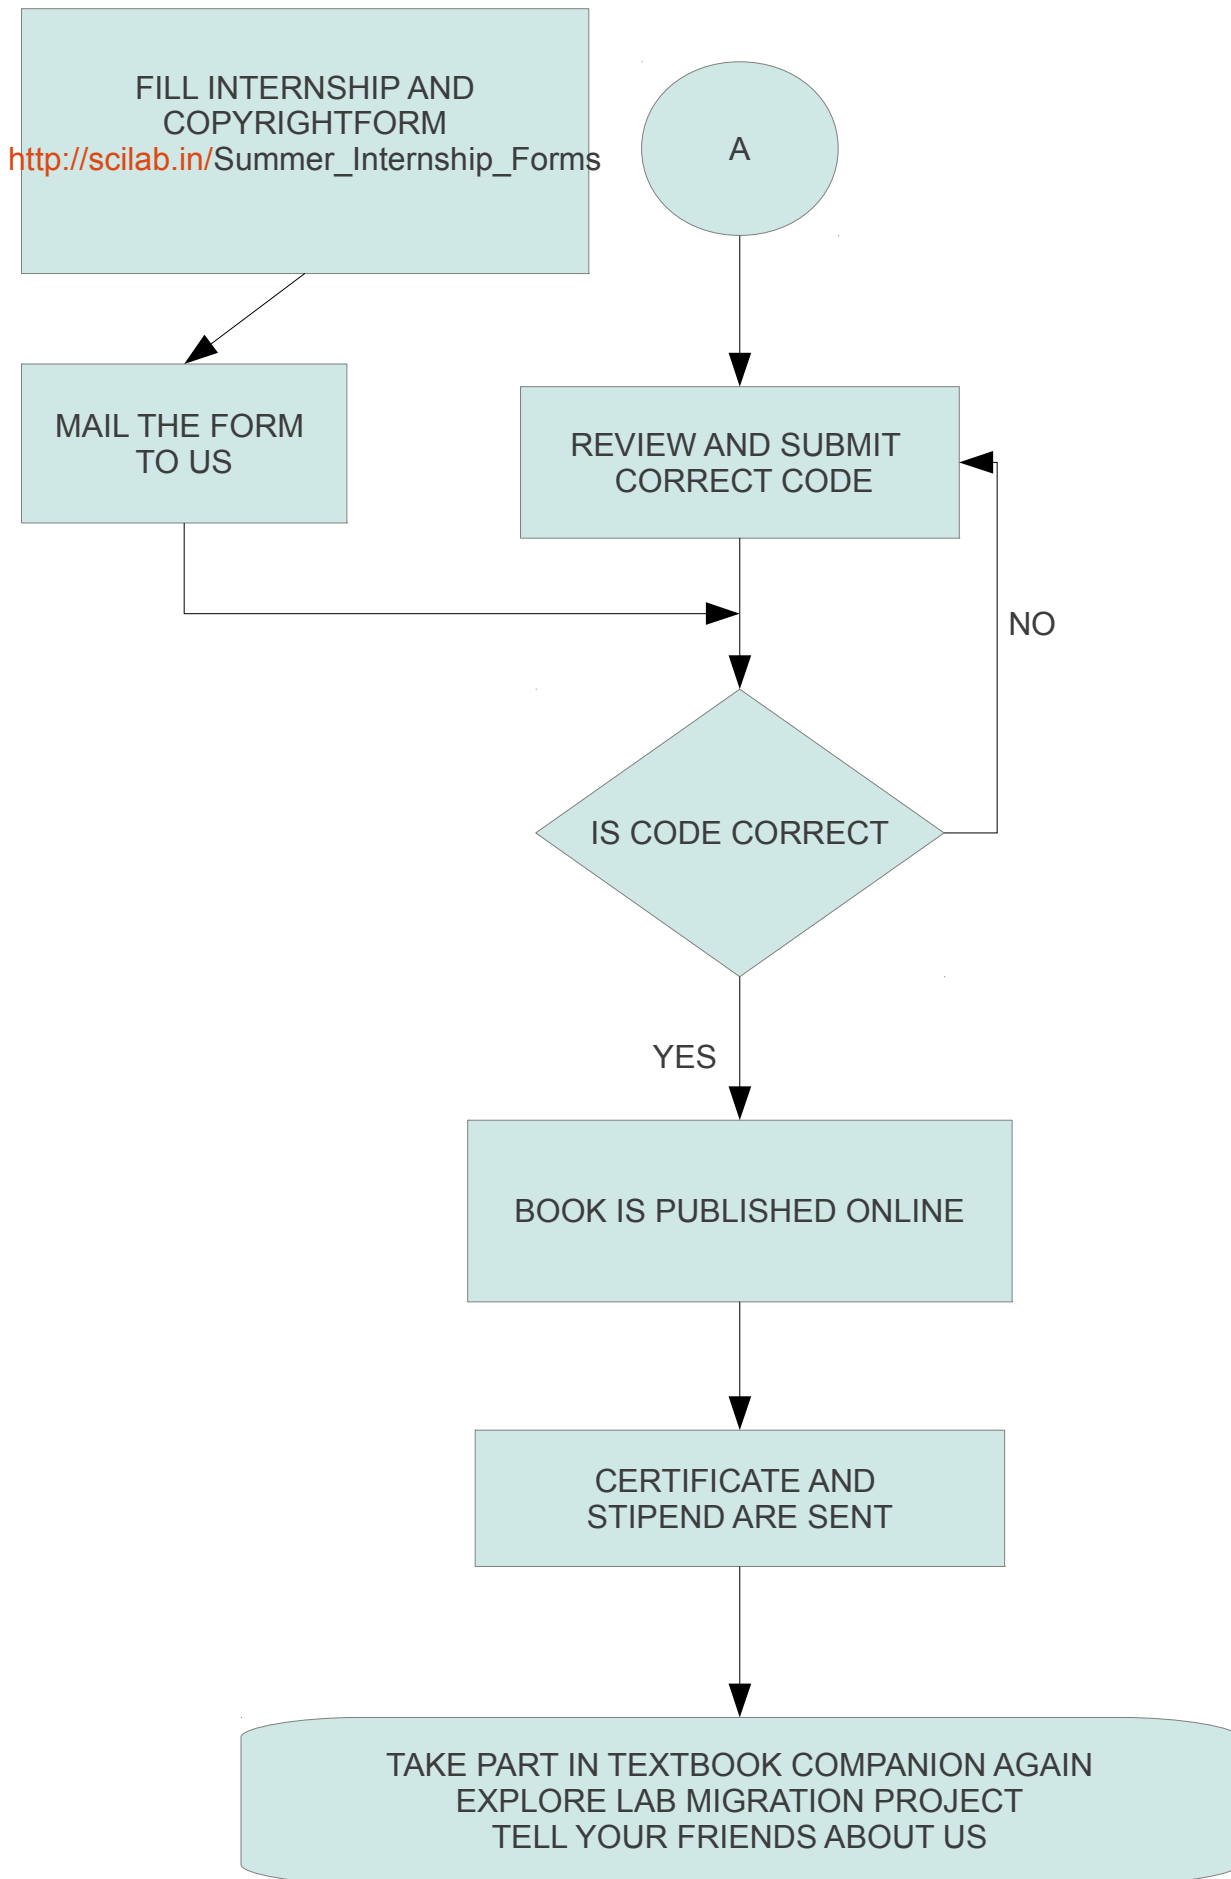 FILL INTERNSHIP AND
COPYRIGHTFORM
http://scilab.in/Summer_Internship_Forms
A
MAIL THE FORM
TO US
REVIEW AND SUBMIT
CORRECT CODE
NO
IS CODE CORRECT
YES
BOOK IS PUBLISHED ONLINE
CERTIFICATE AND
STIPEND ARE SENT
TAKE PART IN TEXTBOOK COMPANION AGAIN
EXPLORE LAB MIGRATION PROJECT
TELL YOUR FRIENDS ABOUT US